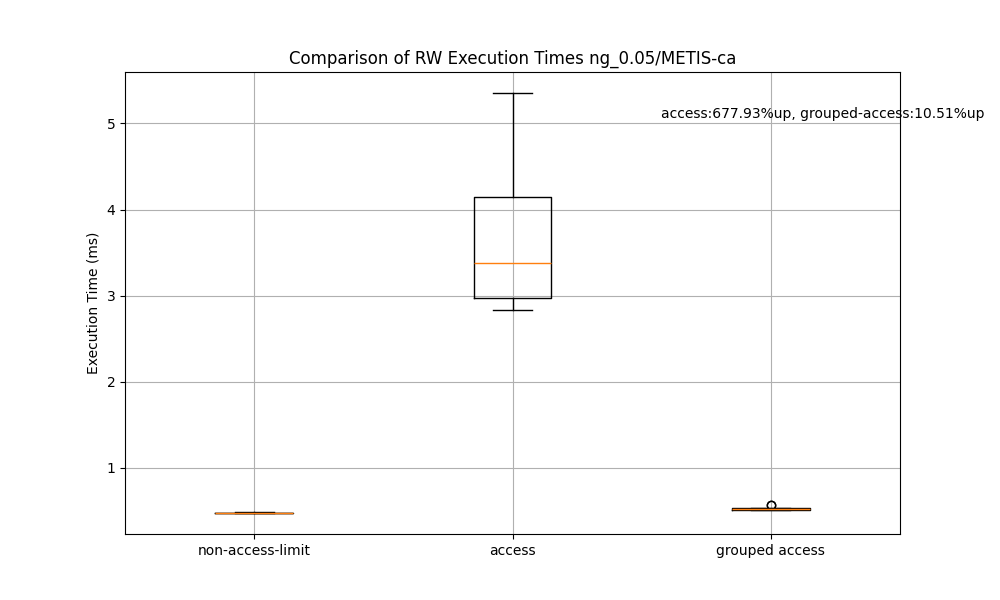 Comparison of RW Execution Times ng_0.05/METIS-ca
access:677.93%up, grouped-access:10.51%up
Execution Time (ms)
5
4
3
2
1
non-access-limit
access
grouped access